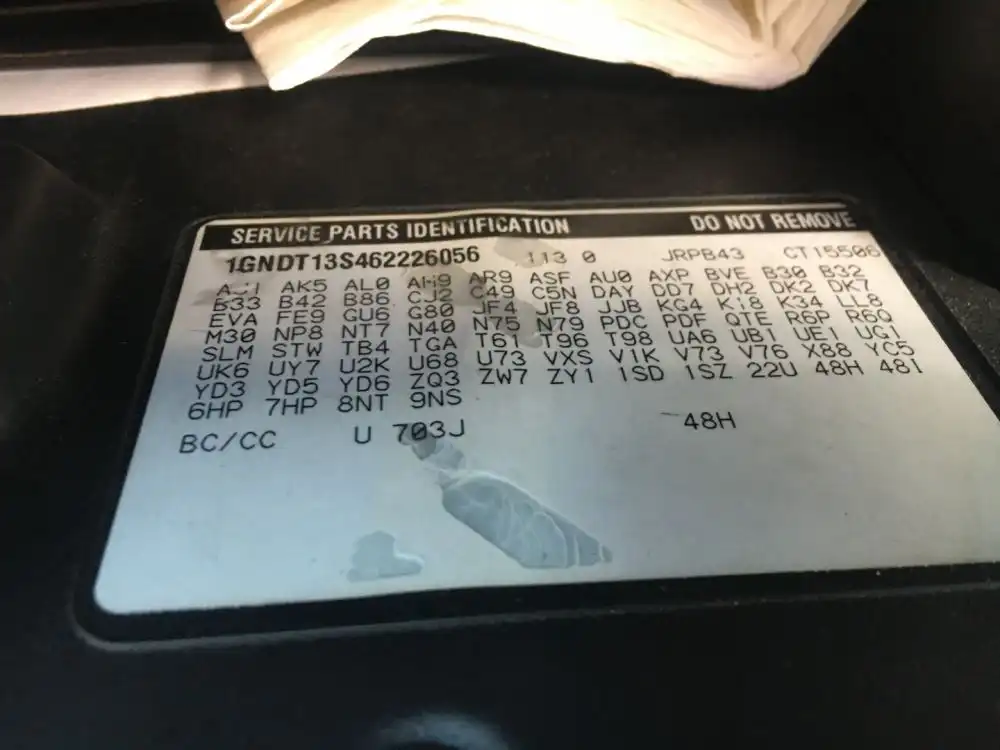 SERVICE PARTS IDENTIFICATION DO NOT REMOVE
1GNDT13S462226056 113 0 JRPB43 CT15506
AK5 AL0 AR9 ASF AU0 AXP BVE B30 B32
B33 B42 B86 CJ2 C49 C5N DAY DD7 DH2 DK2 DK7
EVA FE9 GU6 G80 JF4 JF8 JJB KG4 K18 K34 LL8
M30 NP8 NT7 N40 N75 N79 PDC PDF QTE R6P R6Q
SLM STW TB4 TGA T61 T96 T98 UA6 UB1 UE1 UG1
UK6 UY7 U2K U68 U73 VXS V1K V73 V76 X88 YC5
YD3 YD5 YD6 ZQ3 ZW7 ZY1 1SD 1SZ 22U 48H 48I
6HP 7HP 8NT 9NS
BC/CC U 703J 48H